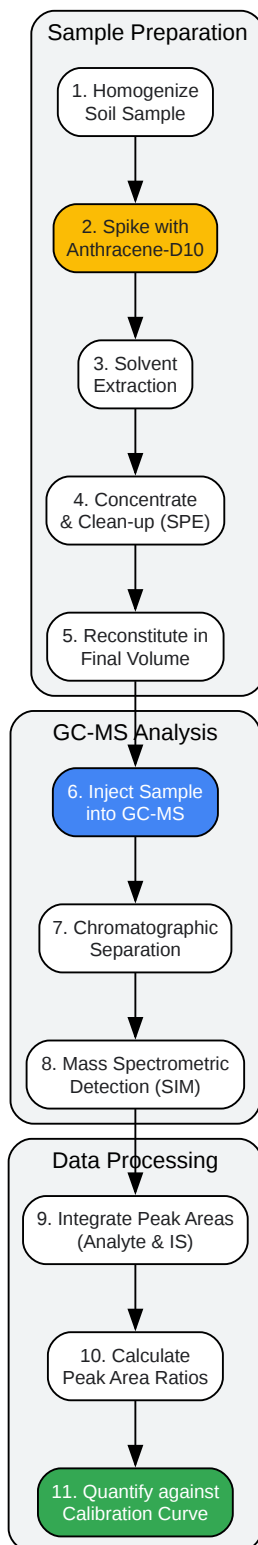 Sample Preparation
1. Homogenize
Soil Sample
2. Spike with
Anthracene-D10
3. Solvent
Extraction
4. Concentrate
& Clean-up (SPE)
5. Reconstitute in
Final Volume
GC-MS Analysis
6. Inject Sample
into GC-MS
7. Chromatographic
Separation
8. Mass Spectrometric
Detection (SIM)
Data Processing
9. Integrate Peak Areas
(Analyte & IS)
10. Calculate
Peak Area Ratios
11. Quantify against
Calibration Curve